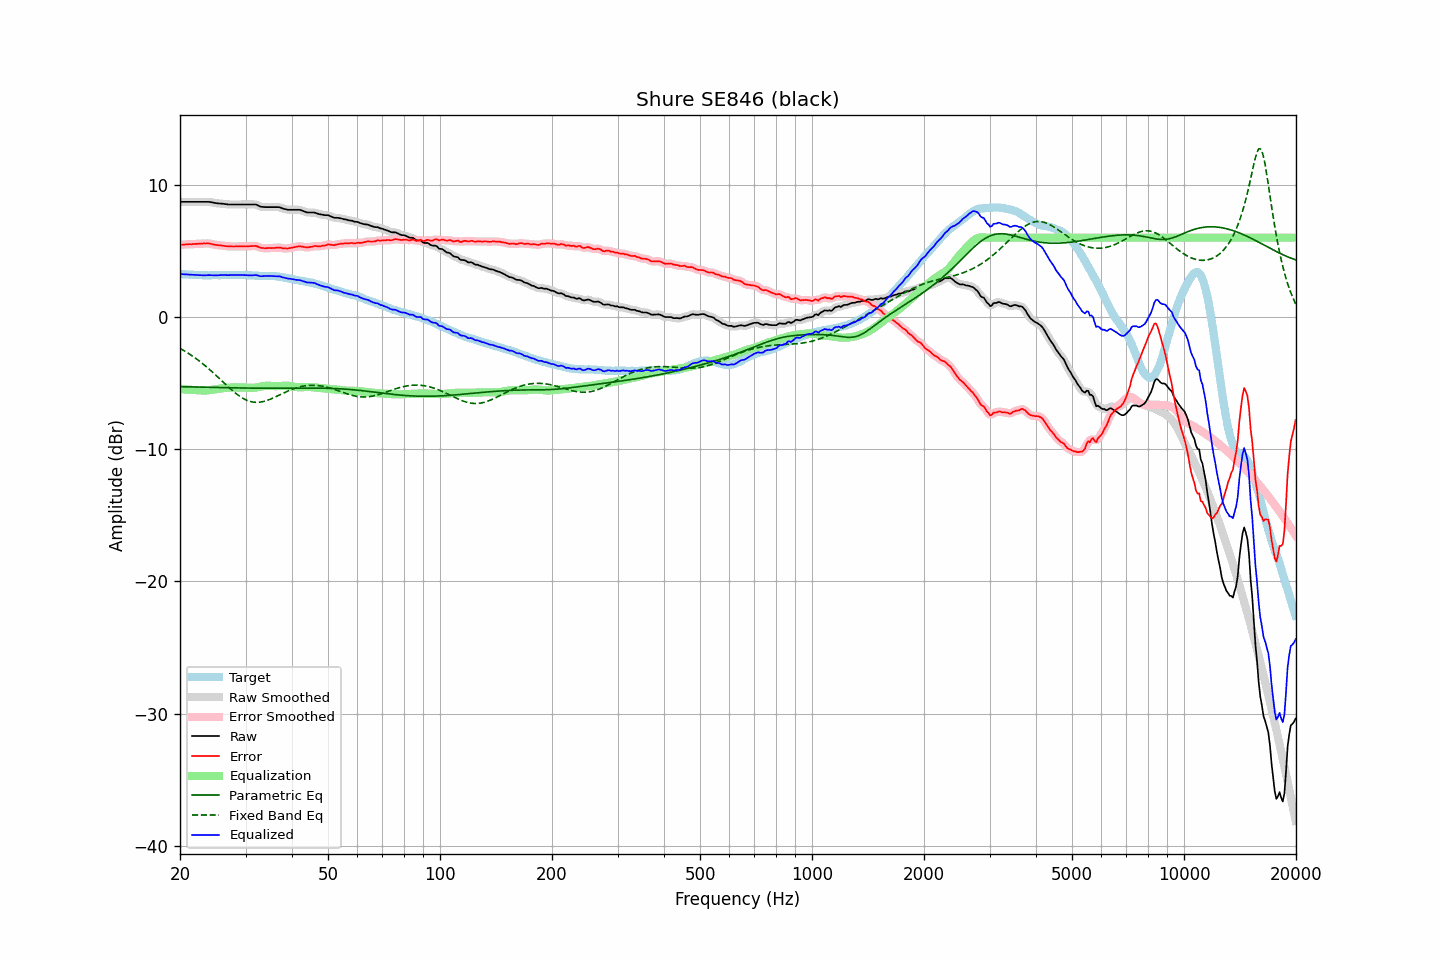 Shure SE846 (black)
Amplitude (dBr)
10
0
−10
−20
−30
−40
Target
Raw Smoothed
Error Smoothed
Raw
Error
Equalization
Parametric Eq
Fixed Band Eq
Equalized
20 50 100 200 500 1000 2000 5000 10000 20000
Frequency (Hz)